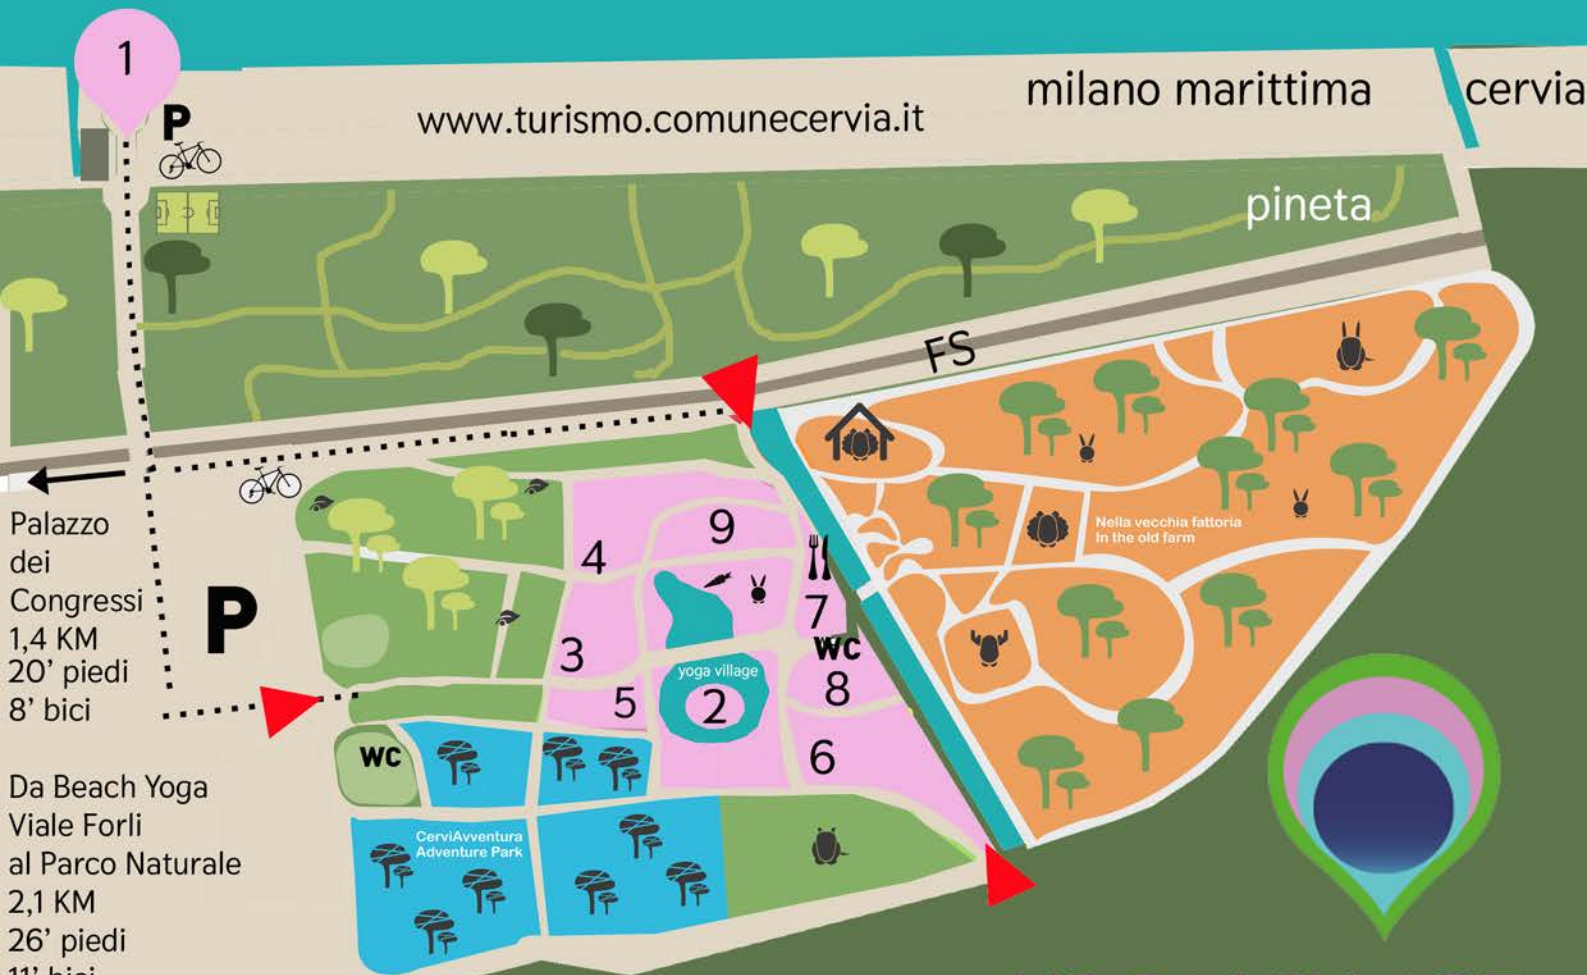 1
P
www.turismo.comunecervia.it
milano marittima
cervia
pineta
FS
Palazzo
dei
Congressi
1,4 KM
20' piedi
8' bici
P
4
9
3
7
WC
yoga village
5
2
8
6
WC
Nella vecchia fattoria
In the old farm
CerviAvventura
Adventure Park
Da Beach Yoga
Viale Forli
al Parco Naturale
2,1 KM
26' piedi
11' bici